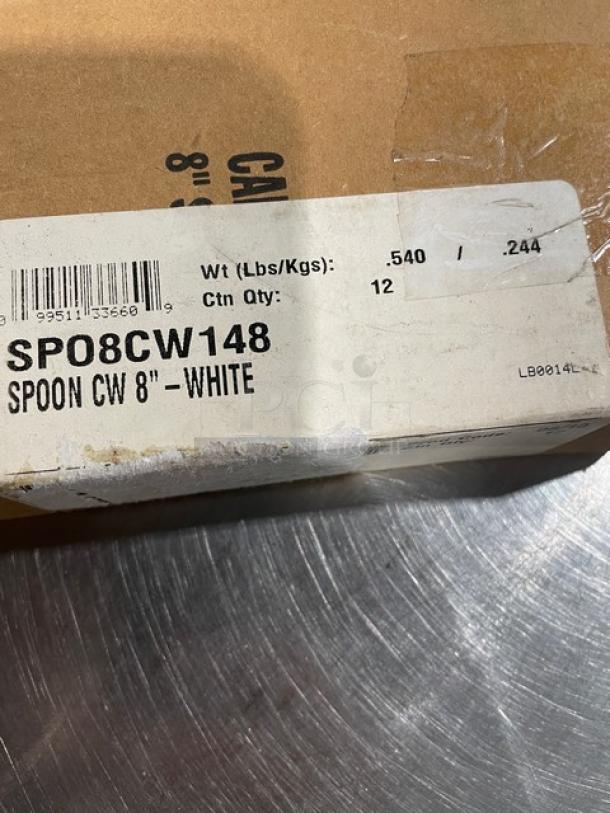 CA
8" S
Wt (Lbs/Kgs): .540 / .244
Ctn Qty: 12
0 99511 33660 9
SPO8CW148
SPOON CW 8" – WHITE
LB0014L